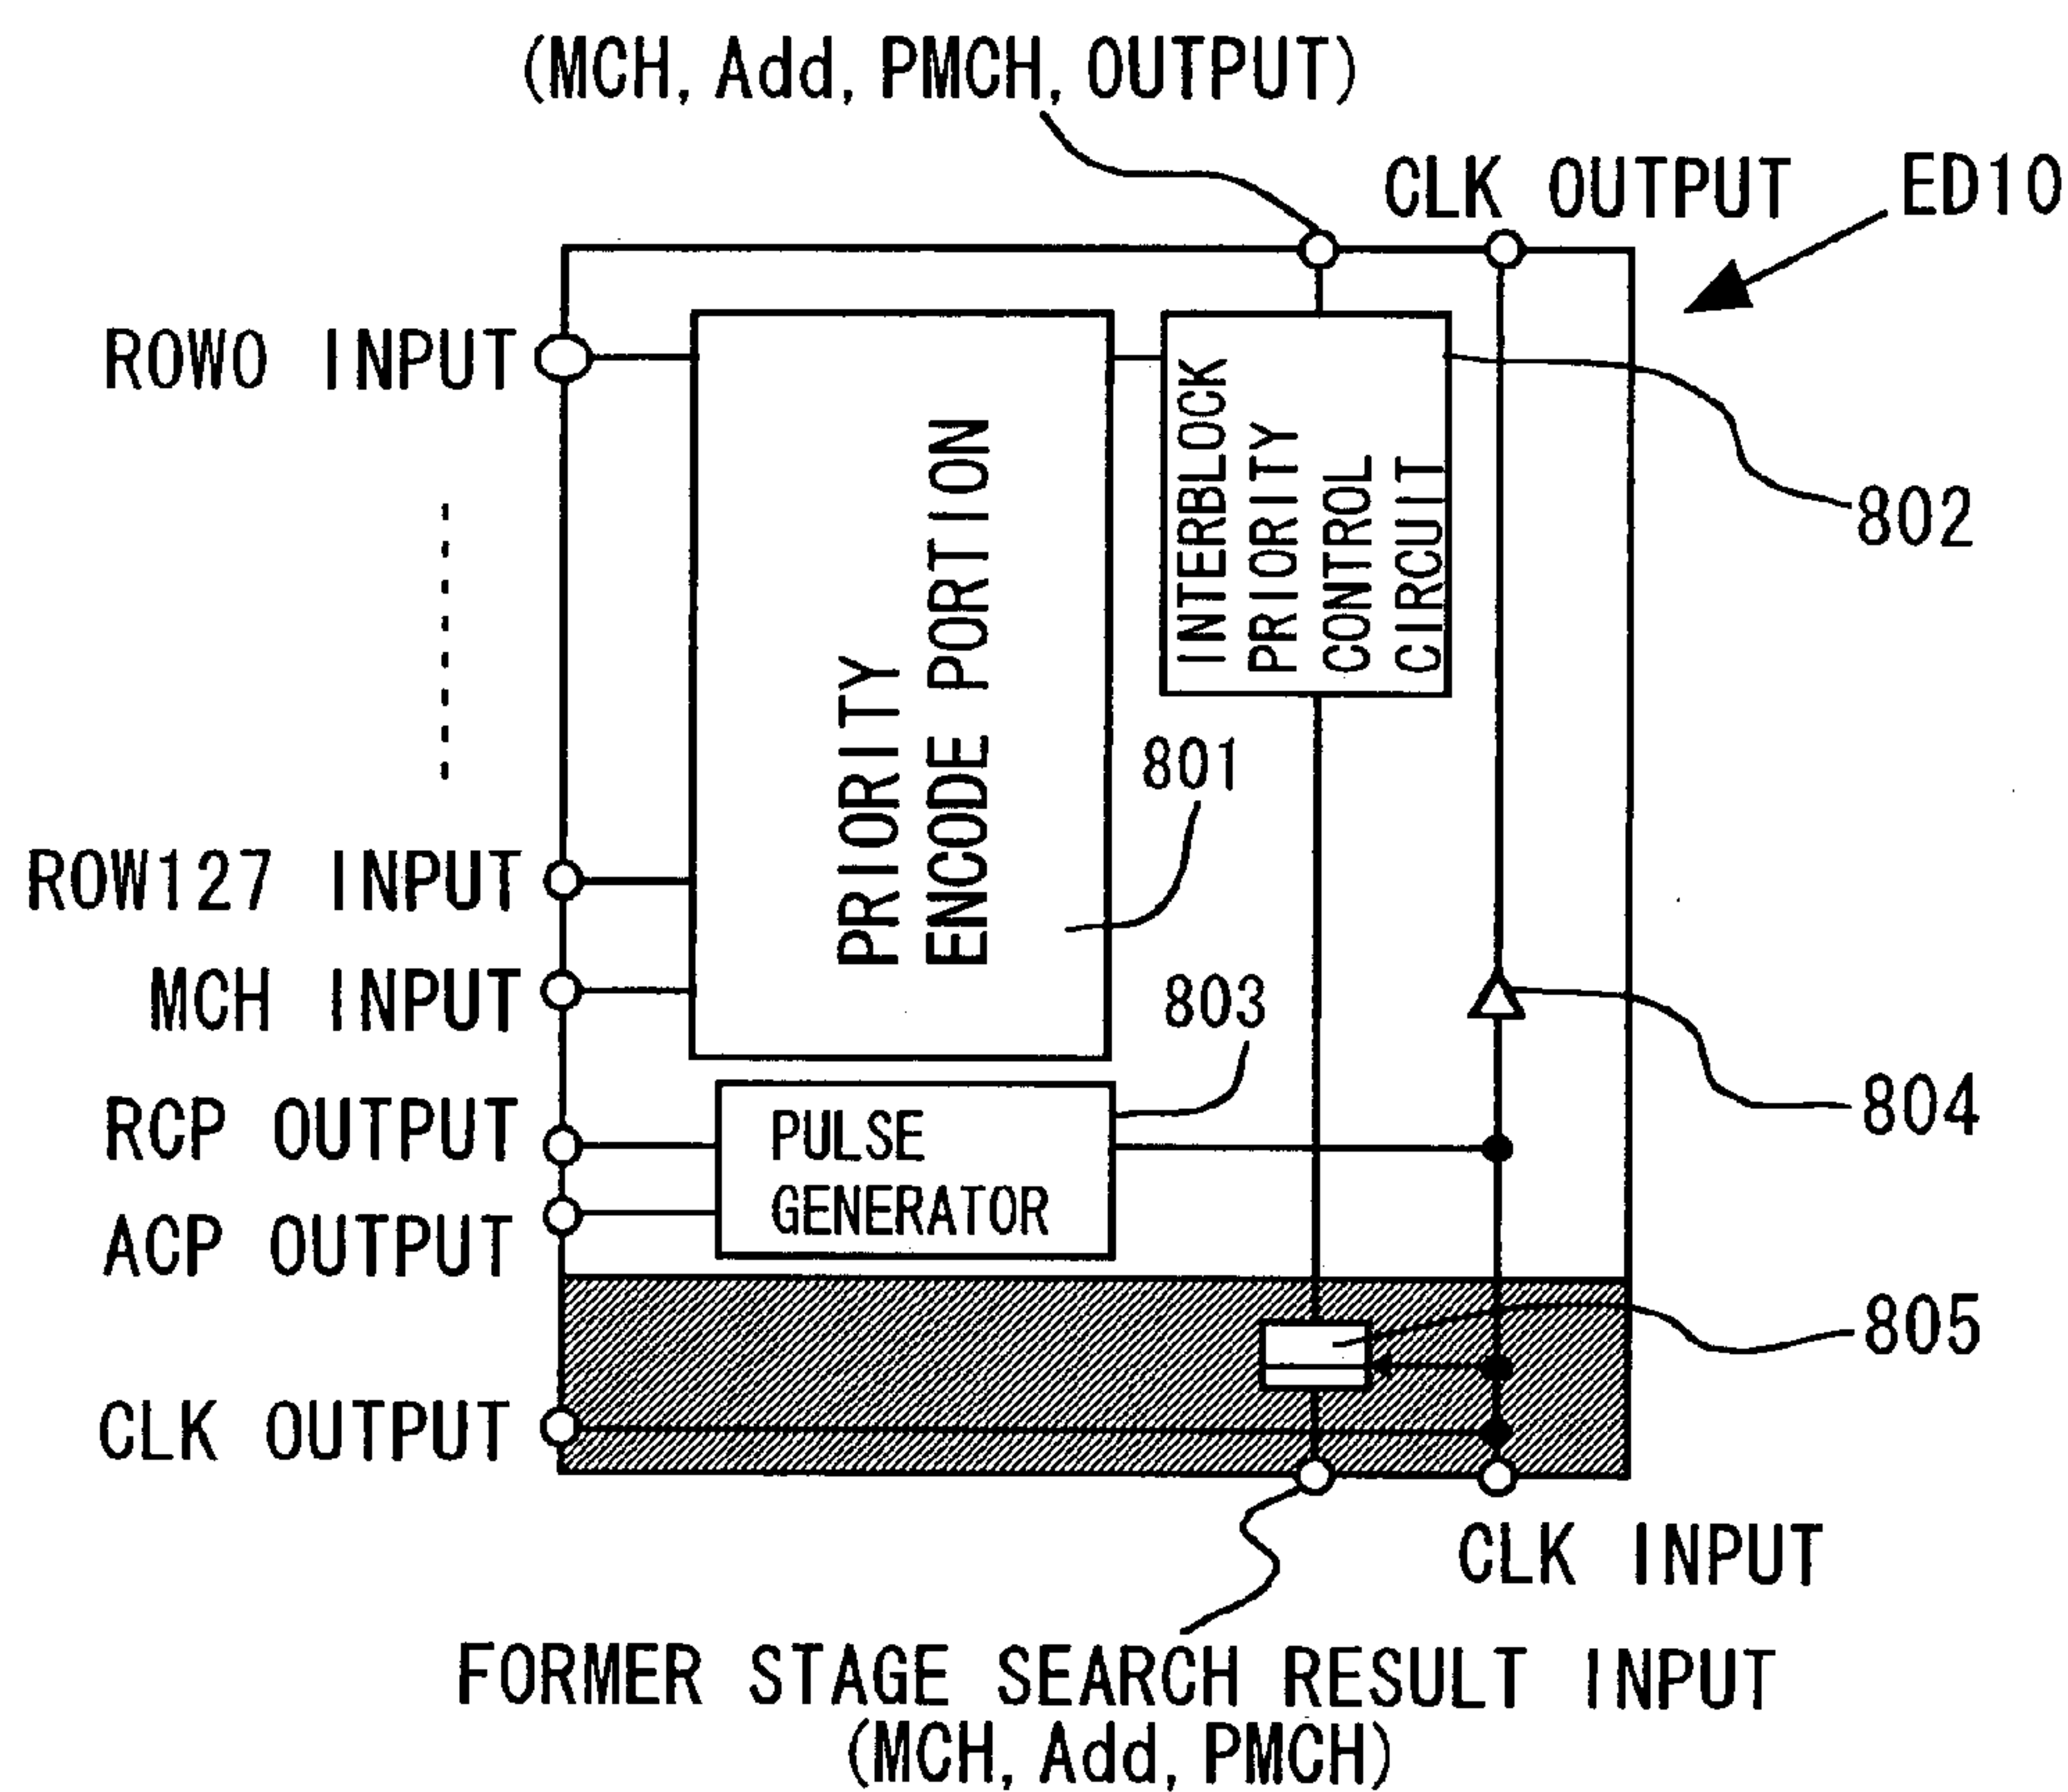 (MCH, Add, PMCH, OUTPUT)
CLK OUTPUT
ED10
ROW0 INPUT
INTERBLOCK
PRIORITY
CONTROL
CIRCUIT
802
PRIORITY
ENCODE PORTION
801
ROW127 INPUT
MCH INPUT
803
RCP OUTPUT
PULSE
GENERATOR
804
ACP OUTPUT
805
CLK OUTPUT
CLK INPUT
FORMER STAGE SEARCH RESULT INPUT
(MCH, Add, PMCH)